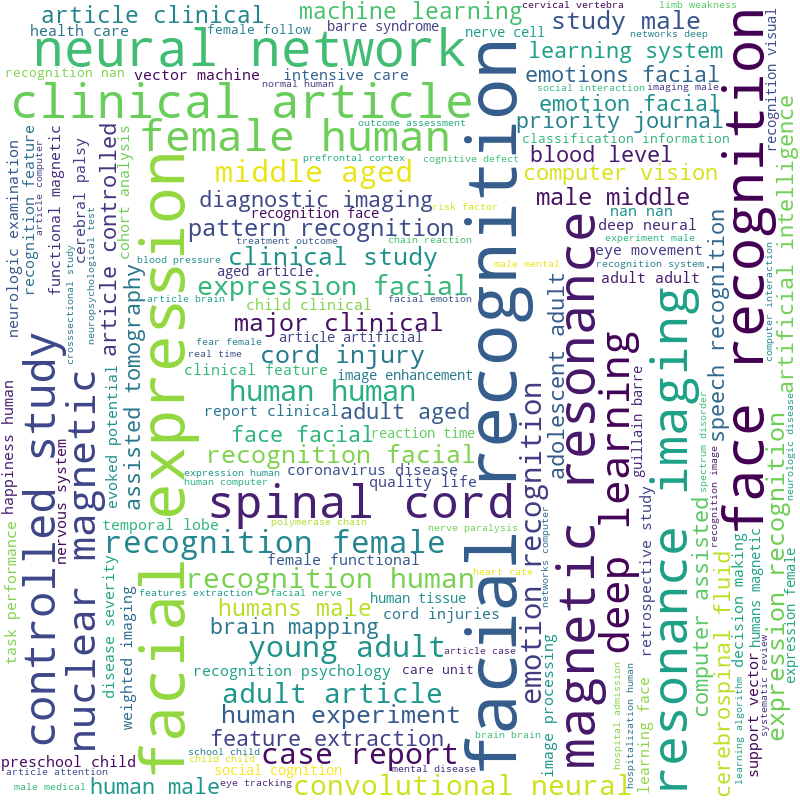 article clinical
machine learning
cervical vertebra
limb weakness
health care
female follow
barre syndrome
nerve cell
study male
networks deep
neural network
learning system
recognition nan
vector machine
intensive care
emotions facial
normal human
social interaction
imaging male
clinical article
emotion facial
priority journal
outcome assessment
female human
classification information
prefrontal cortex
cognitive defect
blood level
middle aged
computer vision
diagnostic imaging
risk factor
male middle
recognition face
nan nan
pattern recognition
deep neural
treatment outcome
chain reaction
experiment male
clinical study
eye movement
blood pressure
male mental
recognition system
aged article
adult adult
expression facial
article brain
facial emotion
child clinical
major clinical
article artificial
fear female
real time
cord injury
clinical feature
image enhancement
human human
report clinical
adult aged
face facial
reaction time
recognition facial
coronavirus disease
expression human
human computer
quality life
spinal cord
temporal lobe
polymerase chain
nerve paralysis
recognition female
female functional
recognition human
heart rate
features extraction
facial nerve
human tissue
humans male
cord injuries
brain mapping
young adult
article case
recognition psychology
care unit
adult article
human experiment
feature extraction
brain brain
case report
school child
preschool child
child child
social cognition
mental disease
article attention
male medical
human male
eye tracking
convolutional neural
neurologic examination
recognition feature
article computer
functional magnetic
cerebral palsy
article controlled
cohort analysis
crosssectional study
neuropsychological test
assisted tomography
evoked potential
controlled study
nuclear magnetic
facial expression
happiness human
nervous system
task performance
disease severity
weighted imaging
facial recognition
emotion recognition
adolescent adult
networks computer
image processing
magnetic resonance
deep learning
guillain barre
retrospective study
hospital admission
hospitalization human
learning face
resonance imaging
computer assisted
spectrum disorder
speech recognition
recognition image
cerebrospinal fluid
face recognition
decision making
learning algorithm
humans magnetic
support vector
systematic review
expression recognition
expression female
neurologic disease
artificial intelligence
computer interaction
recognition visual